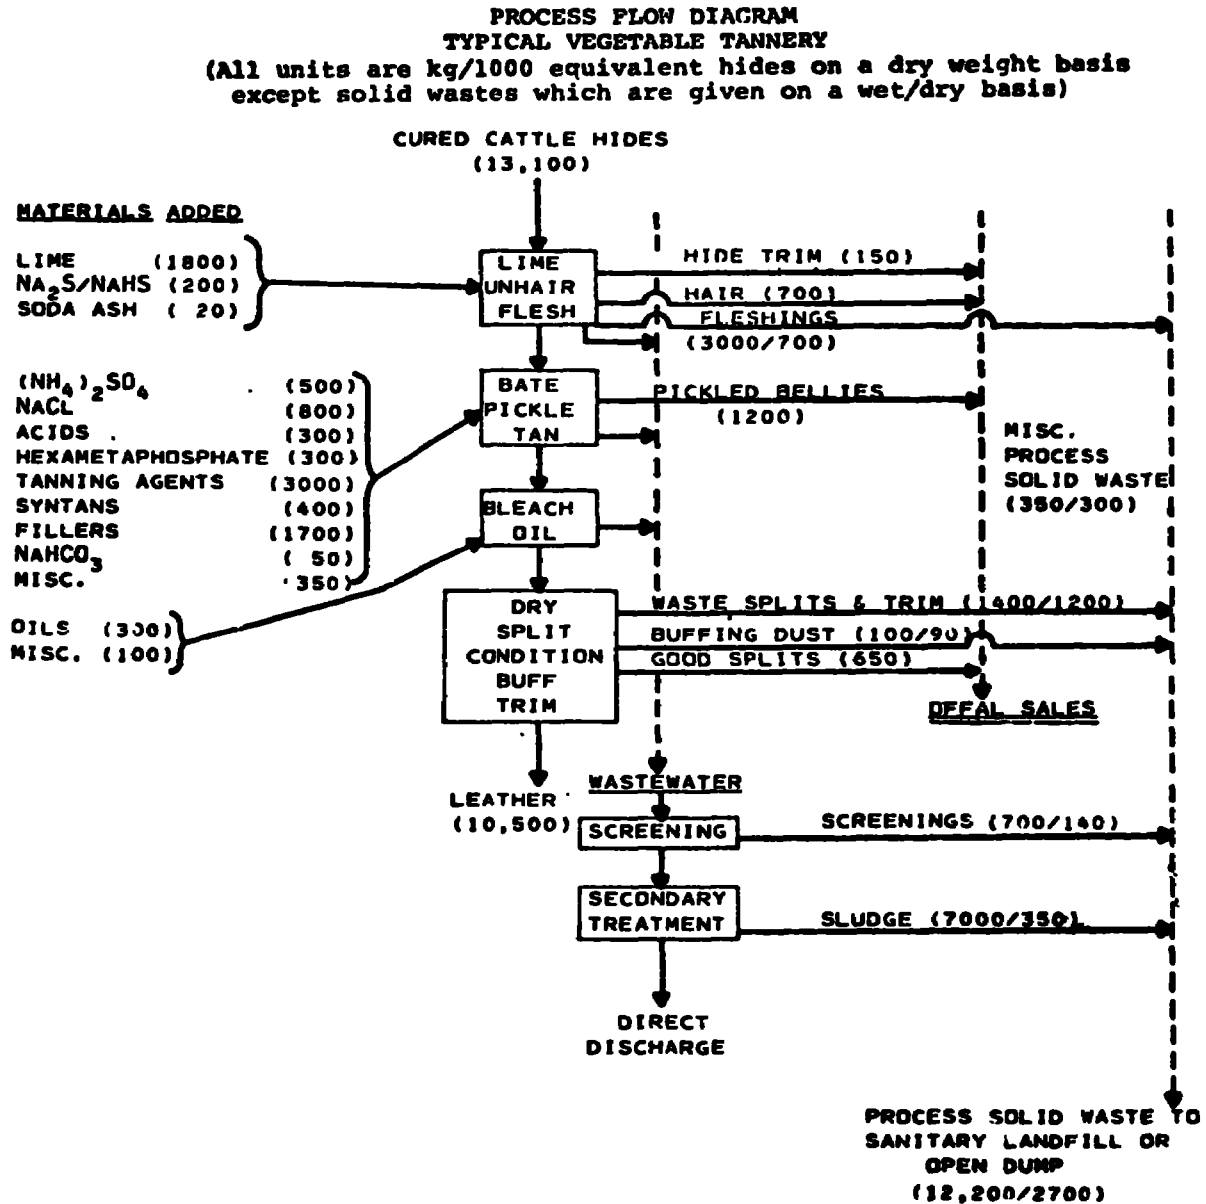 PROCESS FLOW DIAGRAM
TYPICAL VEGETABLE TANNERY
(All units are kg/1000 equivalent hides on a dry weight basis
except solid wastes which are given on a wet/dry basis)
CURED CATTLE HIDES
(13,100)
MATERIALS ADDED
LIME (1800)
NA2S/NAHS (200)
SODA ASH ( 20)
LIME
UNHAIR
FLESH
HIDE TRIM (150)
HAIR (700)
FLESHINGS
(3000/700)
(NH4)2SO4 (500)
NACL (800)
ACIDS . (300)
HEXAMETAPHOSPHATE (300)
TANNING AGENTS (3000)
SYNTANS (400)
FILLERS (1700)
NAHCO3 ( 50)
MISC. 350)
BATE
PICKLE
TAN
PICKLED BELLIES
(1200)
MISC.
PROCESS
SOLID WASTE
(350/300)
BLEACH
OIL
OILS (300)
MISC. (100)
DRY
SPLIT
CONDITION
BUFF
TRIM
WASTE SPLITS & TRIM (1400/1200)
BUFFING DUST (100/90)
GOOD SPLITS (650)
OFFAL SALES
LEATHER
(10,500)
WASTEWATER
SCREENING
SCREENINGS (700/140)
SECONDARY
TREATMENT
SLUDGE (7000/350)
DIRECT
DISCHARGE
PROCESS SOLID WASTE TO
SANITARY LANDFILL OR
OPEN DUMP
(12,200/2700)